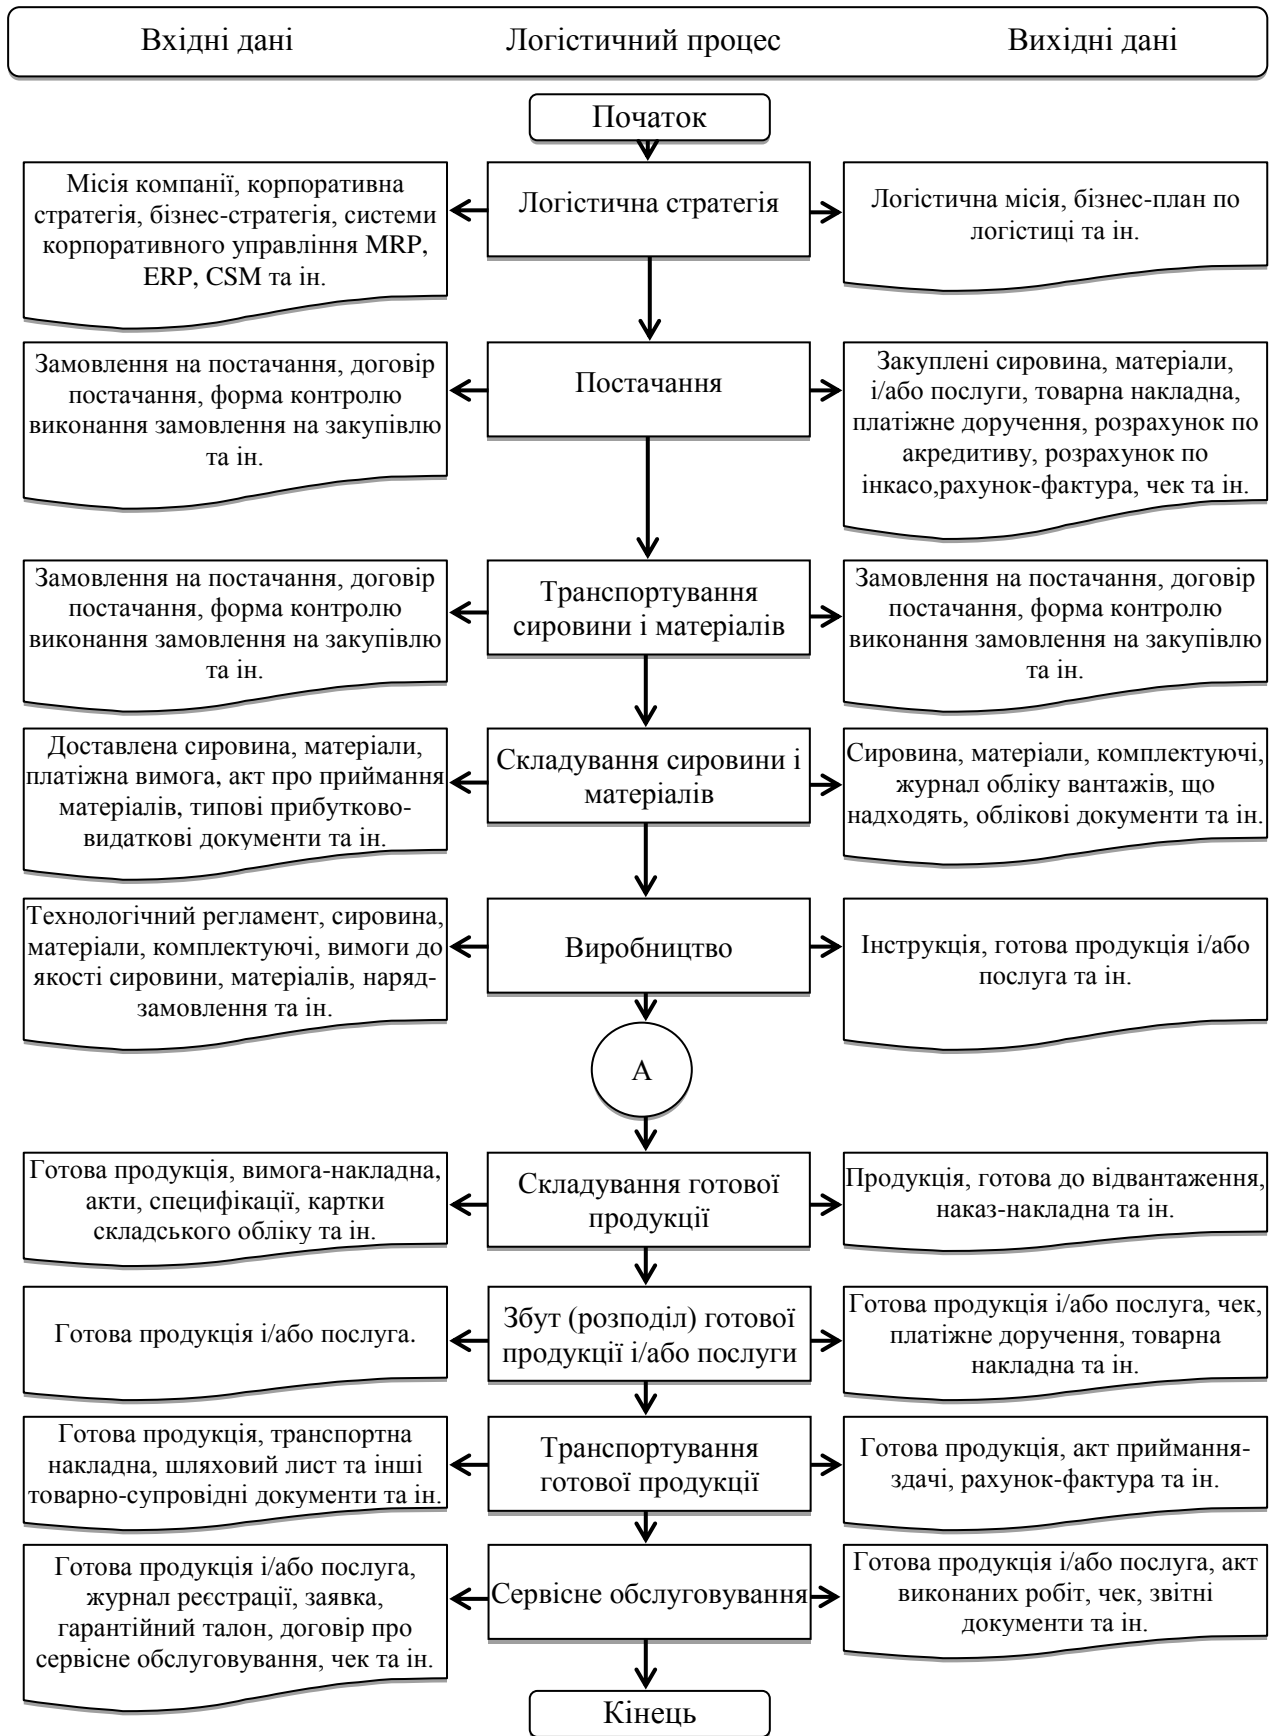 Вхідні дані
Логістичний процес
Вихідні дані
Початок
Місія компанії, корпоративна
стратегія, бізнес-стратегія, системи
корпоративного управління MRP,
ERP, CSM та ін.
Логістична стратегія
Логістична місія, бізнес-план по
логістиці та ін.
Замовлення на постачання, договір
постачання, форма контролю
виконання замовлення на закупівлю
та ін.
Постачання
Закуплені сировина, матеріали,
і/або послуги, товарна накладна,
платіжне доручення, розрахунок по
акредитиву, розрахунок по
інкасо,рахунок-фактура, чек та ін.
Замовлення на постачання, договір
постачання, форма контролю
виконання замовлення на закупівлю
та ін.
Транспортування
сировини і матеріалів
Замовлення на постачання, договір
постачання, форма контролю
виконання замовлення на закупівлю
та ін.
Доставлена сировина, матеріали,
платіжна вимога, акт про приймання
матеріалів, типові прибутково-
видаткові документи та ін.
Складування сировини і
матеріалів
Сировина, матеріали, комплектуючі,
журнал обліку вантажів, що
надходять, облікові документи та ін.
Технологічний регламент, сировина,
матеріали, комплектуючі, вимоги до
якості сировини, матеріалів, наряд-
замовлення та ін.
Виробництво
Інструкція, готова продукція і/або
послуга та ін.
А
Готова продукція, вимога-накладна,
акти, специфікації, картки
складського обліку та ін.
Складування готової
продукції
Продукція, готова до відвантаження,
наказ-накладна та ін.
Готова продукція і/або послуга.
Збут (розподіл) готової
продукції і/або послуги
Готова продукція і/або послуга, чек,
платіжне доручення, товарна
накладна та ін.
Готова продукція, транспортна
накладна, шляховий лист та інші
товарно-супровідні документи та ін.
Транспортування
готової продукції
Готова продукція, акт приймання-
здачі, рахунок-фактура та ін.
Готова продукція і/або послуга,
журнал реєстрації, заявка,
гарантійний талон, договір про
сервісне обслуговування, чек та ін.
Сервісне обслуговування
Готова продукція і/або послуга, акт
виконаних робіт, чек, звітні
документи та ін.
Кінець